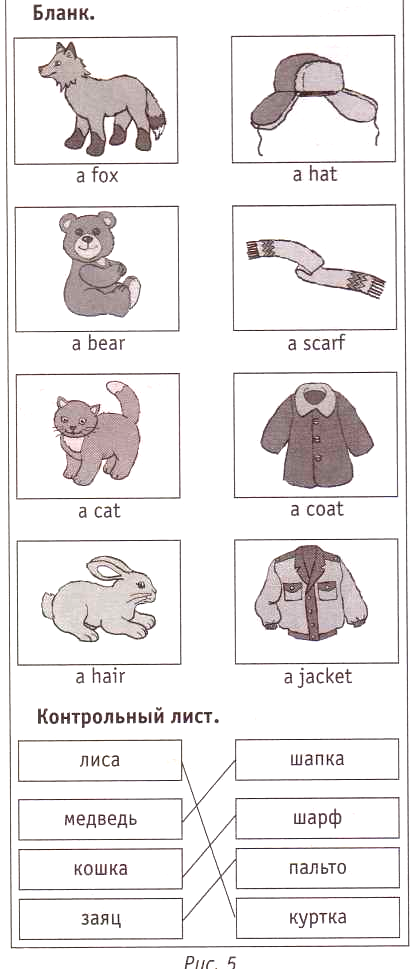 Бланк.
a fox
a hat
a bear
a scarf
a cat
a coat
a hair
a jacket
Контрольный лист.
лиса
шапка
медведь
шарф
кошка
пальто
заяц
куртка
Рис. 5